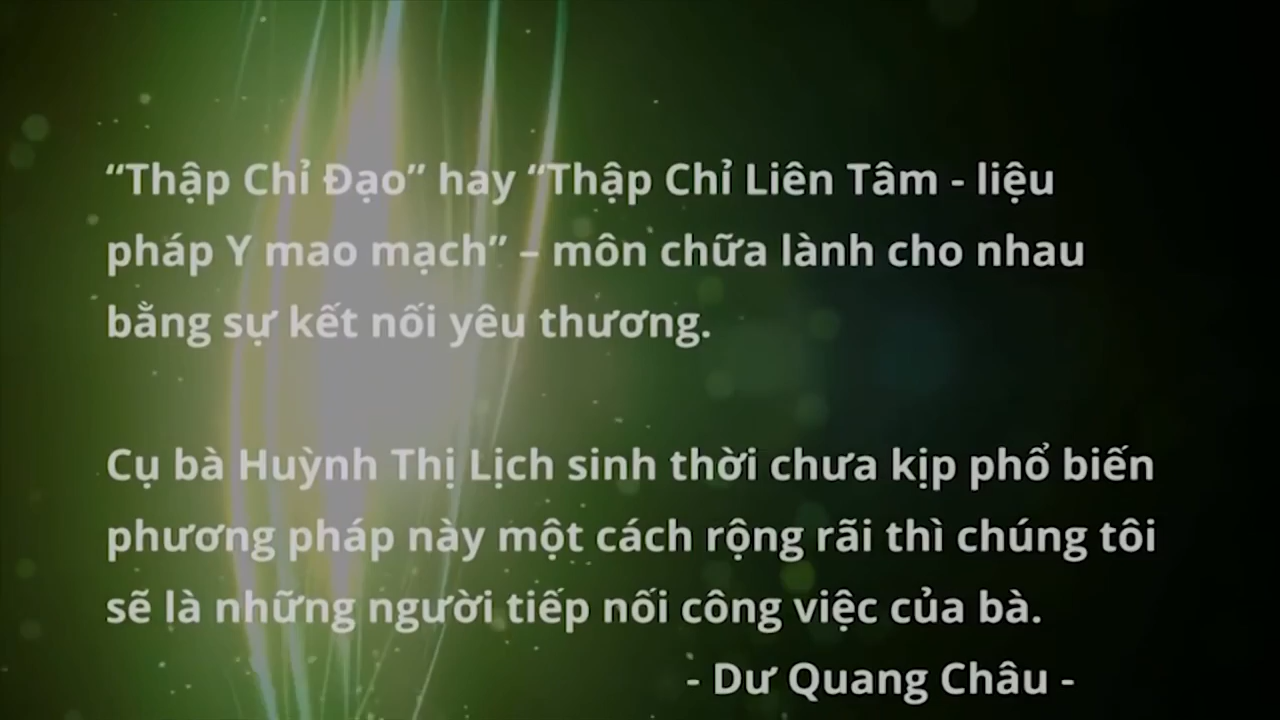 “Thập Chỉ Đạo” hay “Thập Chỉ Liên Tâm - liệu
pháp Y mao mạch” – môn chữa lành cho nhau
bằng sự kết nối yêu thương.
Cụ bà Huỳnh Thị Lịch sinh thời chưa kịp phổ biến
phương pháp này một cách rộng rãi thì chúng tôi
sẽ là những người tiếp nối công việc của bà.
- Dư Quang Châu -